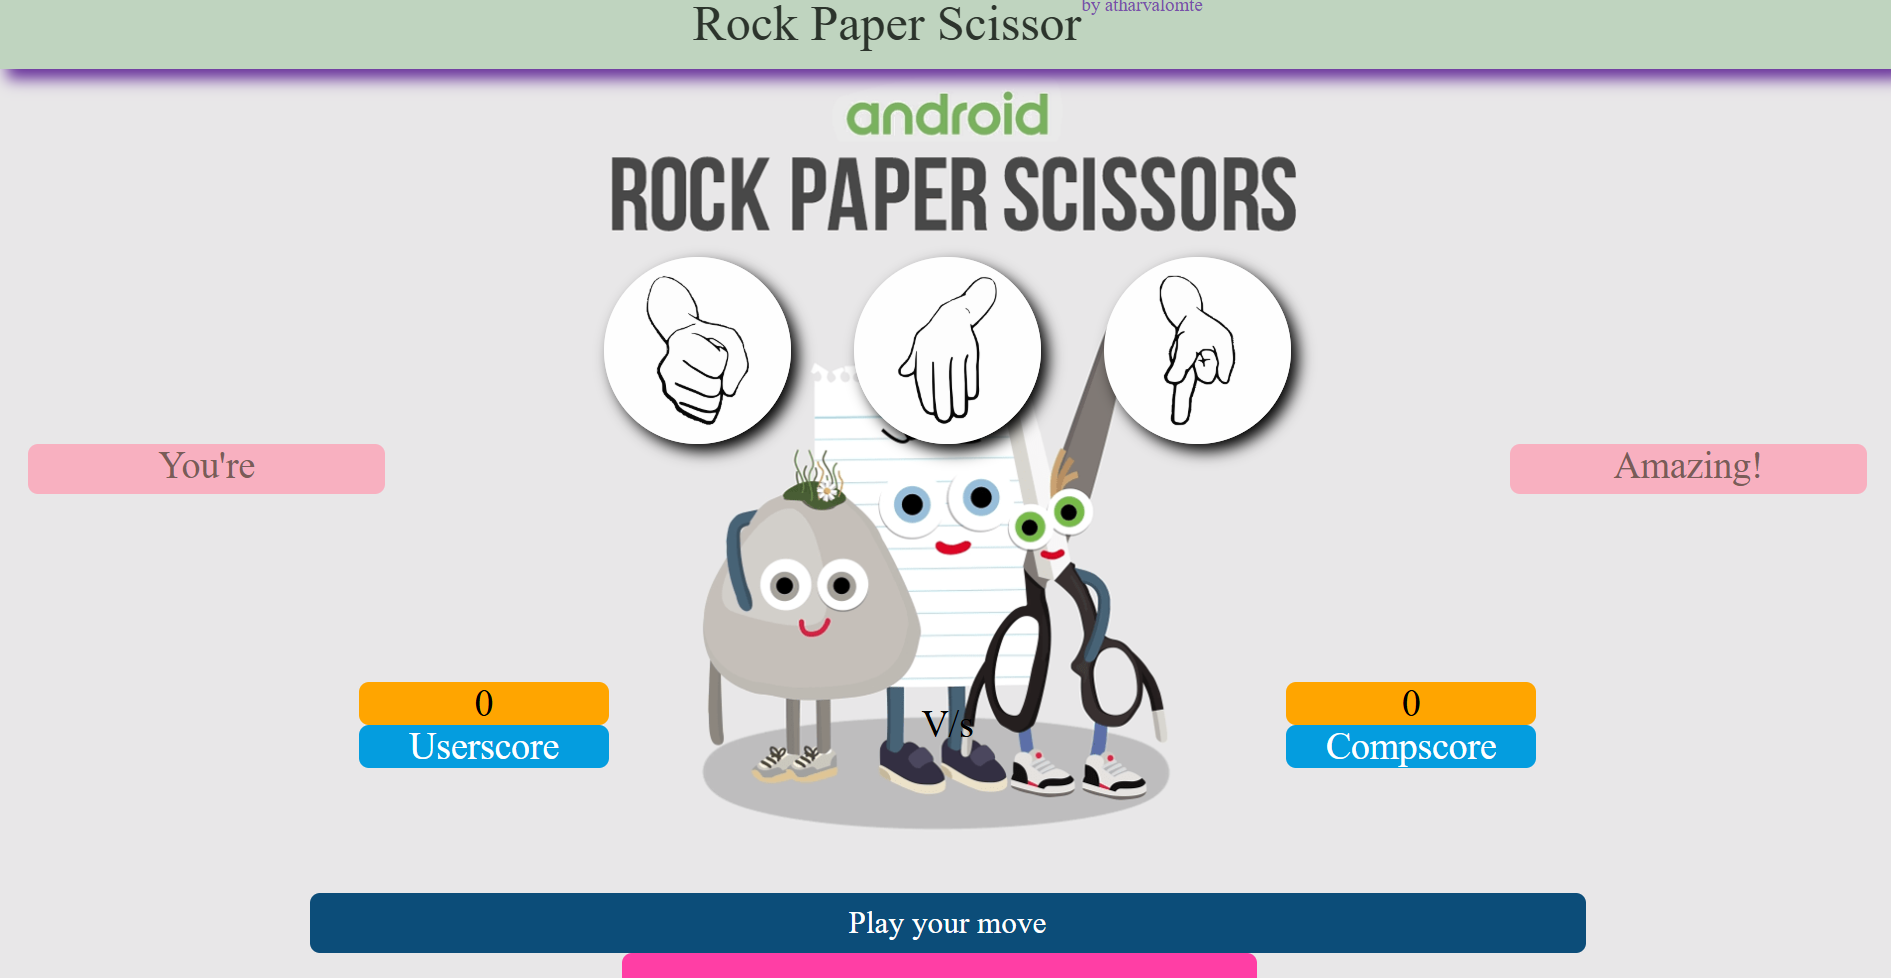 Rock Paper Scissor by atharvalomte
android
ROCK PAPER SCISSORS
You're
Amazing!
0
Userscore
V/s
0
Compscore
Play your move